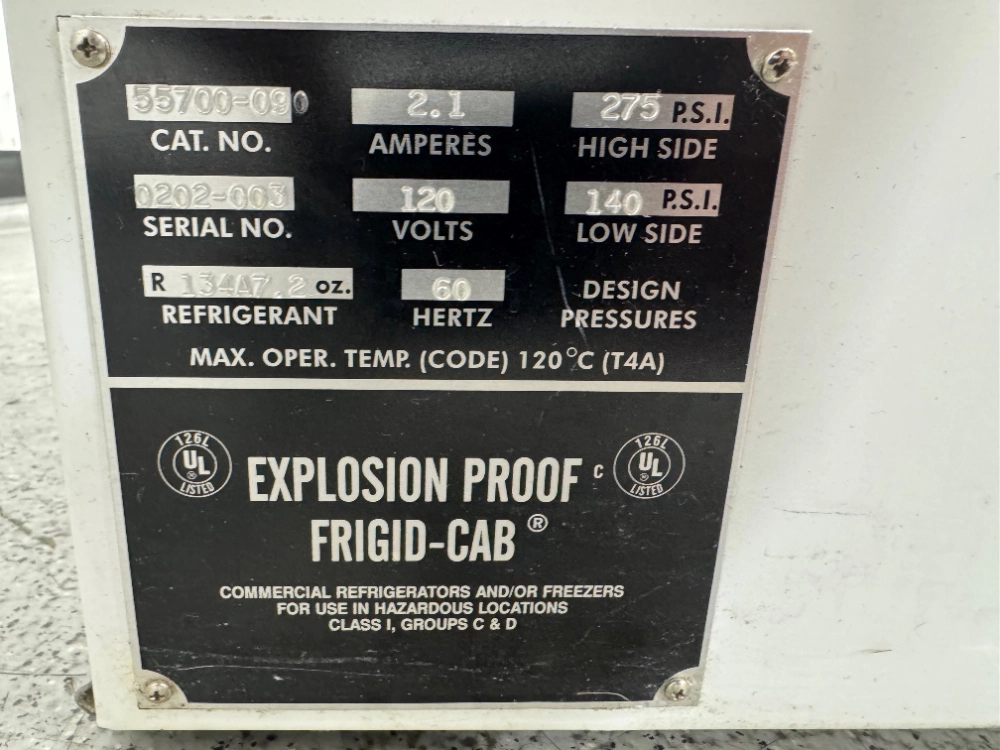 55700-090 2.1 275 P.S.I.
CAT. NO. AMPERES HIGH SIDE
0202-003 120 140 P.S.I.
SERIAL NO. VOLTS LOW SIDE
R 134A7.2 oz. 60 DESIGN
REFRIGERANT HERTZ PRESSURES
MAX. OPER. TEMP. (CODE) 120°C (T4A)
126L UL ® LISTED
EXPLOSION PROOF
FRIGID-CAB®
c 126L UL ® LISTED
COMMERCIAL REFRIGERATORS AND/OR FREEZERS
FOR USE IN HAZARDOUS LOCATIONS
CLASS I, GROUPS C & D